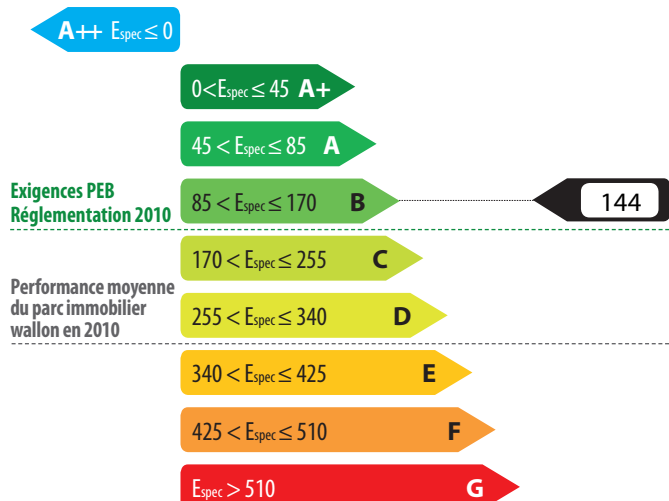 A++ Espec ≤ 0
0 < Espec ≤ 45 A+
45 < Espec ≤ 85 A
Exigences PEB
Réglementation 2010
85 < Espec ≤ 170 B
144
170 < Espec ≤ 255 C
Performance moyenne
du parc immobilier
wallon en 2010
255 < Espec ≤ 340 D
340 < Espec ≤ 425 E
425 < Espec ≤ 510 F
Espec > 510 G